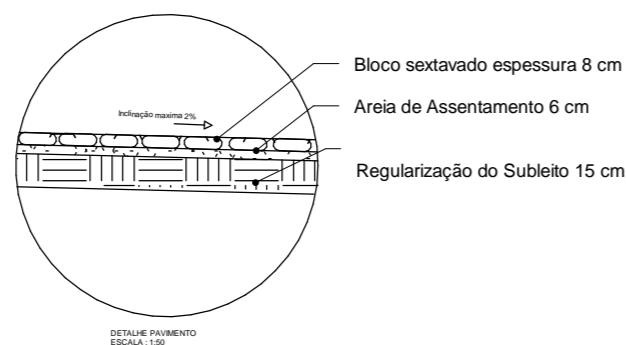 Bloco sextavado espessura 8 cm
Inclinação maxima 2%
Areia de Assentamento 6 cm
Regularização do Subleito 15 cm
DETALHE PAVIMENTO
ESCALA : 1:50